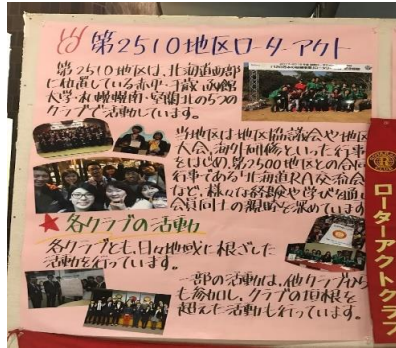 第2510地区ローターアクト
第2510地区は、北海道西部
に位置している赤平・千歳・函館
大学・札幌幌南・室蘭北の5つの
クラブで活動しています。
当地区は地区協議会や地区
大会、海外研修といった行事
をはじめ、第2500地区との合同
行事である北海道RA交流会
など、様々な経験や学びを通し
会員同士の親睦を深めています
★各クラブの活動
各クラブとも、日々地域に根ざした
活動を行っています。
一部の活動は、他クラブから
も参加し、クラブの垣根を
超えた活動も行っています。
ローターアクトクラブ